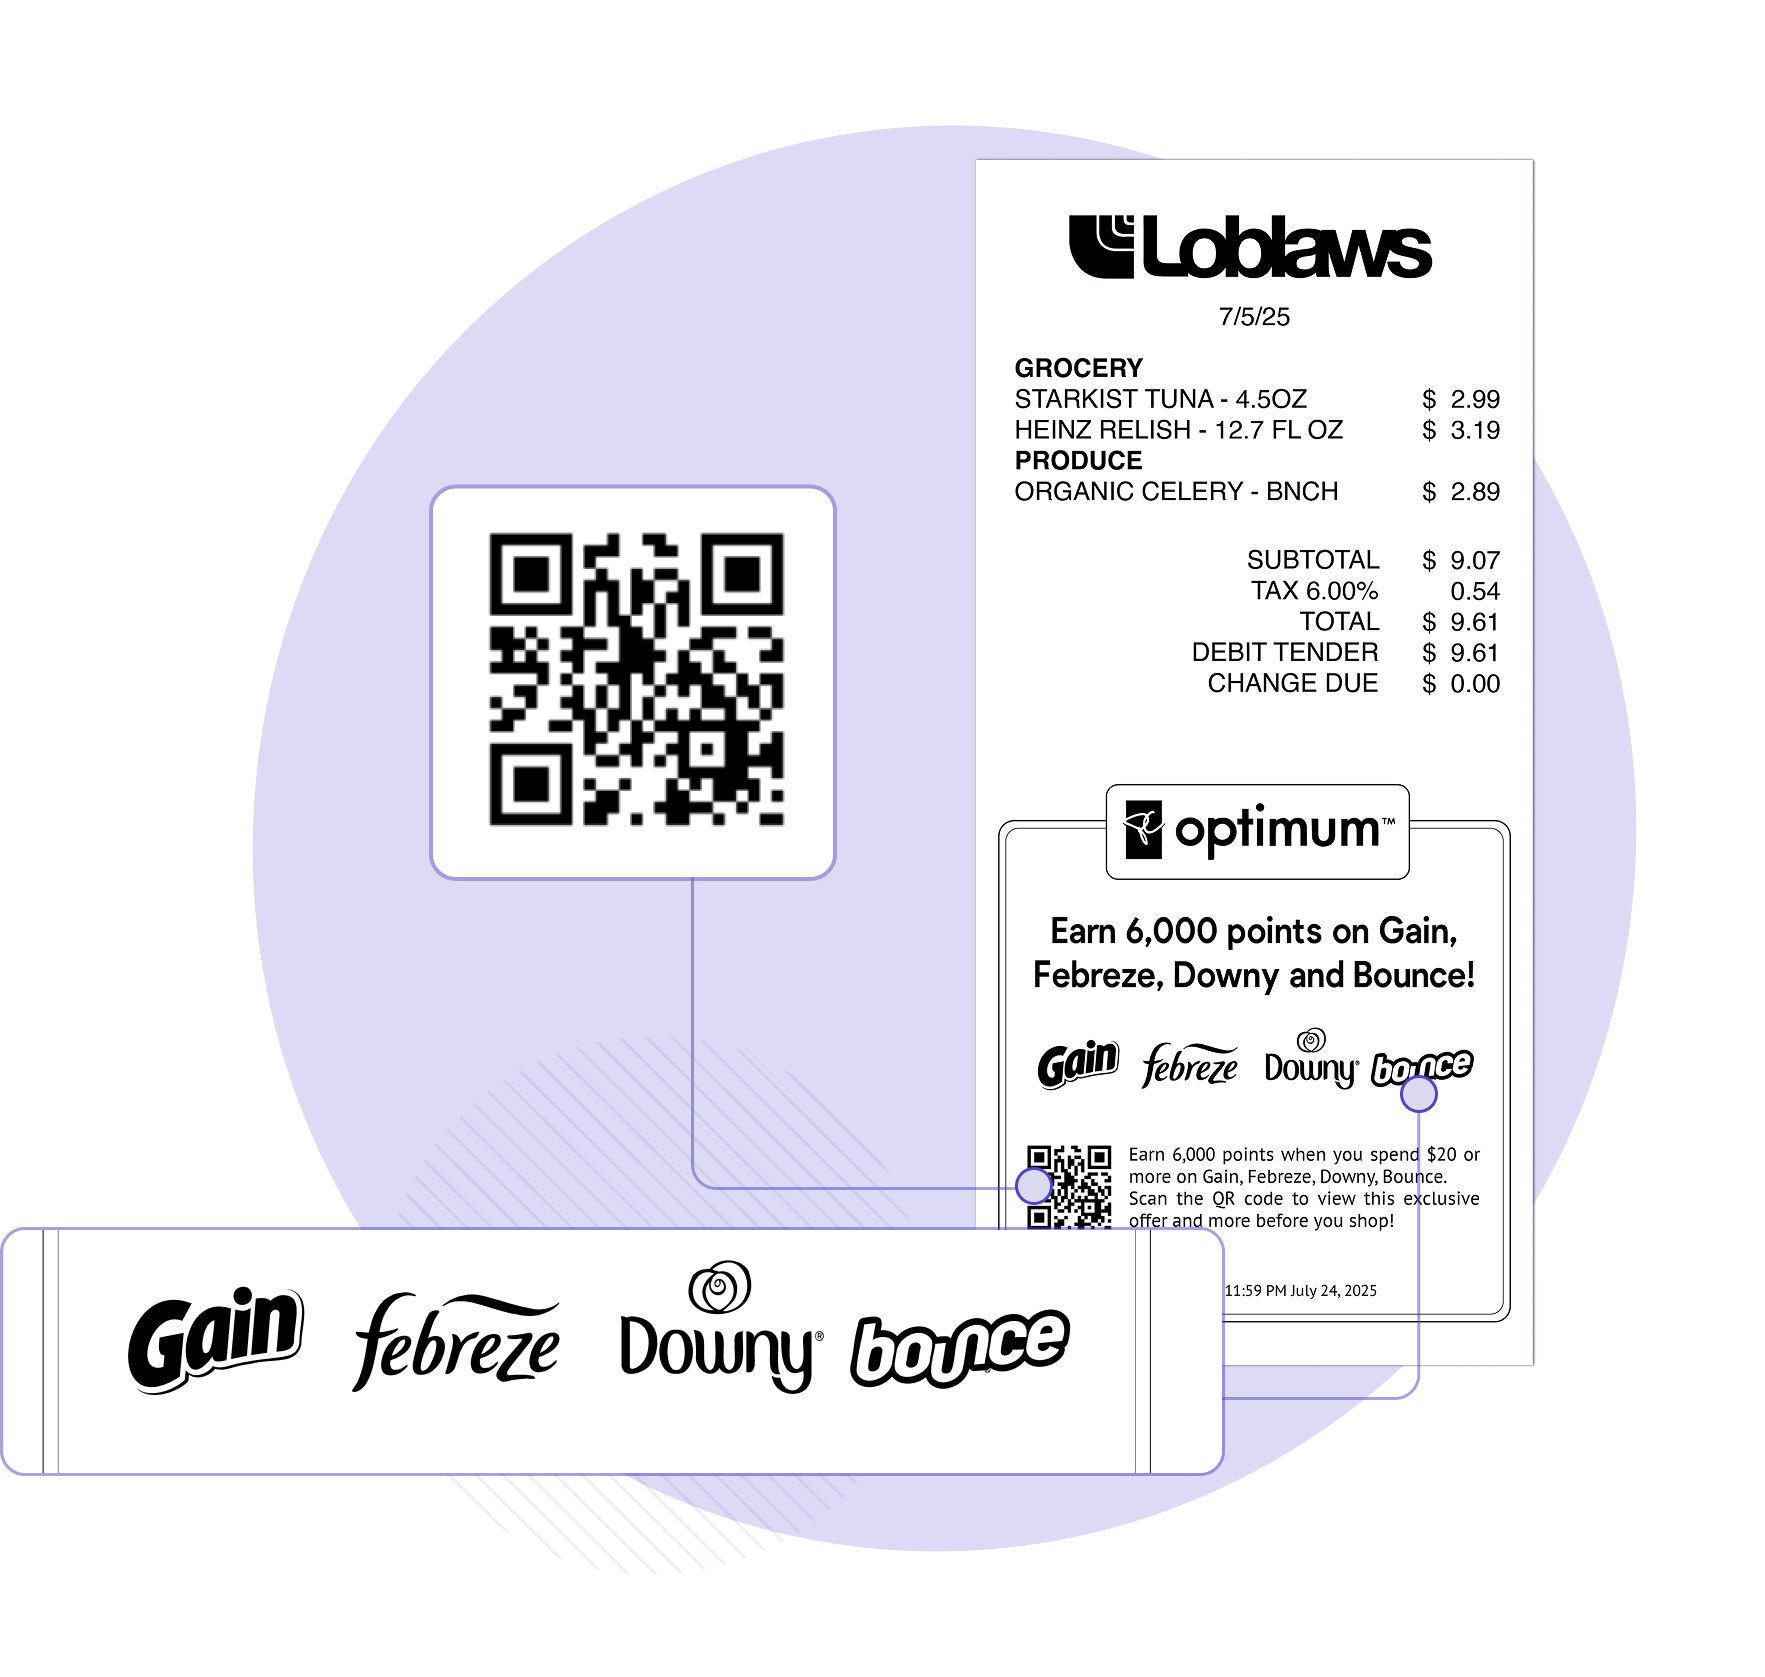 Loblaws
7/5/25
GROCERY
STARKIST TUNA - 4.5OZ $ 2.99
HEINZ RELISH - 12.7 FL OZ $ 3.19
PRODUCE
ORGANIC CELERY - BNCH $ 2.89
SUBTOTAL $ 9.07
TAX 6.00% 0.54
TOTAL $ 9.61
DEBIT TENDER $ 9.61
CHANGE DUE $ 0.00
optimum™
Earn 6,000 points on Gain,
Febreze, Downy and Bounce!
Gain febreze Downy® bounce
Earn 6,000 points when you spend $20 or
more on Gain, Febreze, Downy, Bounce.
Scan the QR code to view this exclusive
offer and more before you shop!
11:59 PM July 24, 2025
Gain febreze Downy® bounce